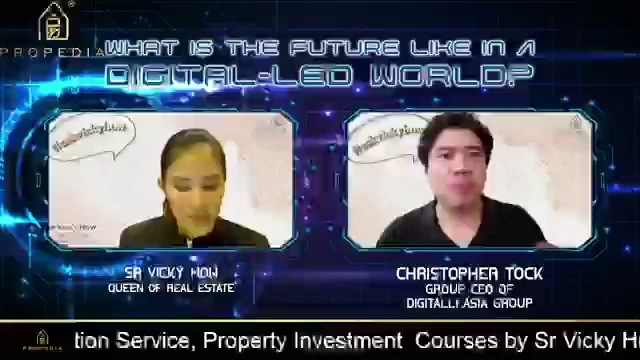 PROPEDIA
WHAT IS THE FUTURE LIKE IN A
DIGITAL-LED WORLD?
SR VICKY HOW
QUEEN OF REAL ESTATE
CHRISTOPHER TOCK
GROUP CEO OF
ASIA GROUP
PROPEDIA
tion Service, Property Investment Courses by Sr Vicky H